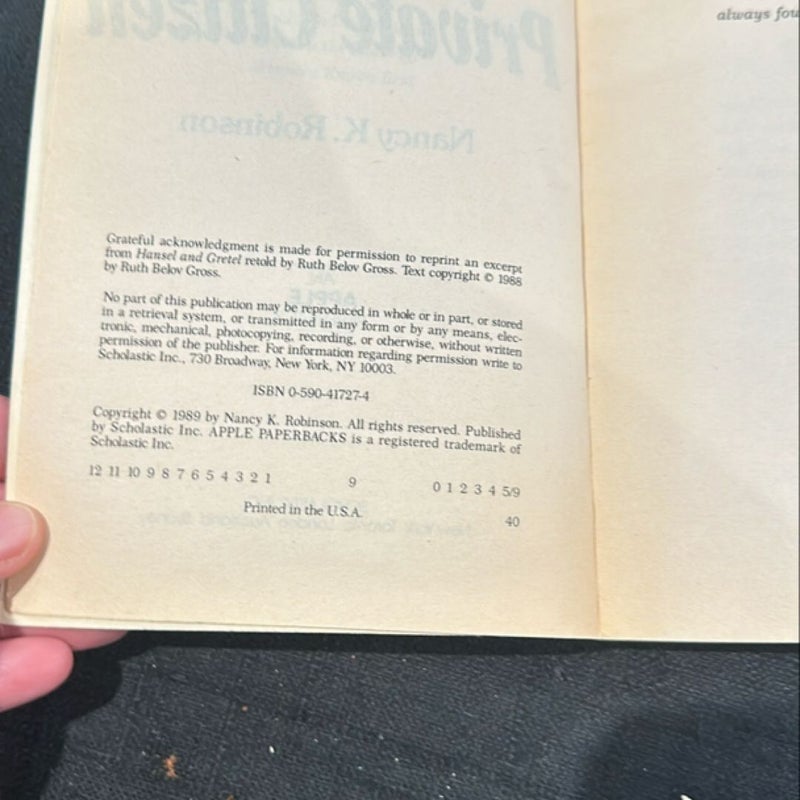 Private Citizen
Nancy K. Robinson
always fou
Grateful acknowledgment is made for permission to reprint an excerpt
from Hansel and Gretel retold by Ruth Belov Gross. Text copyright © 1988
by Ruth Belov Gross.
No part of this publication may be reproduced in whole or in part, or stored
in a retrieval system, or transmitted in any form or by any means, elec-
tronic, mechanical, photocopying, recording, or otherwise, without written
permission of the publisher. For information regarding permission write to
Scholastic Inc., 730 Broadway, New York, NY 10003.
ISBN 0-590-41727-4
Copyright © 1989 by Nancy K. Robinson. All rights reserved. Published
by Scholastic Inc. APPLE PAPERBACKS is a registered trademark of
Scholastic Inc.
12 11 10 9 8 7 6 5 4 3 2 1 9 0 1 2 3 4 5/9
Printed in the U.S.A. 40